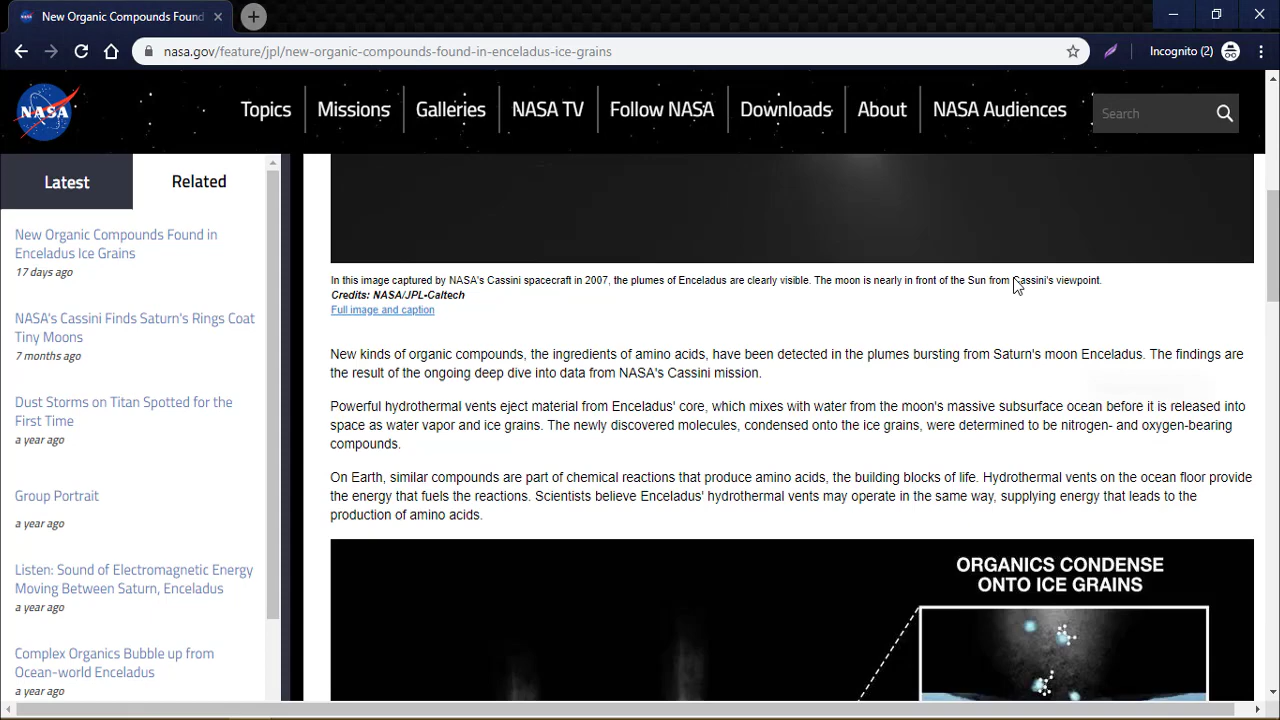 New Organic Compounds Found
nasa.gov/feature/jpl/new-organic-compounds-found-in-enceladus-ice-grains
Incognito (2)
NASA
Topics
Missions
Galleries
NASA TV
Follow NASA
Downloads
About
NASA Audiences
Search
Latest
Related
New Organic Compounds Found in
Enceladus Ice Grains
17 days ago
NASA's Cassini Finds Saturn's Rings Coat
Tiny Moons
7 months ago
Dust Storms on Titan Spotted for the
First Time
a year ago
Group Portrait
a year ago
Listen: Sound of Electromagnetic Energy
Moving Between Saturn, Enceladus
a year ago
Complex Organics Bubble up from
Ocean-world Enceladus
a year ago
In this image captured by NASA's Cassini spacecraft in 2007, the plumes of Enceladus are clearly visible. The moon is nearly in front of the Sun from Cassini's viewpoint.
Credits: NASA/JPL-Caltech
Full image and caption
New kinds of organic compounds, the ingredients of amino acids, have been detected in the plumes bursting from Saturn's moon Enceladus. The findings are
the result of the ongoing deep dive into data from NASA's Cassini mission.
Powerful hydrothermal vents eject material from Enceladus' core, which mixes with water from the moon's massive subsurface ocean before it is released into
space as water vapor and ice grains. The newly discovered molecules, condensed onto the ice grains, were determined to be nitrogen- and oxygen-bearing
compounds.
On Earth, similar compounds are part of chemical reactions that produce amino acids, the building blocks of life. Hydrothermal vents on the ocean floor provide
the energy that fuels the reactions. Scientists believe Enceladus' hydrothermal vents may operate in the same way, supplying energy that leads to the
production of amino acids.
ORGANICS CONDENSE
ONTO ICE GRAINS